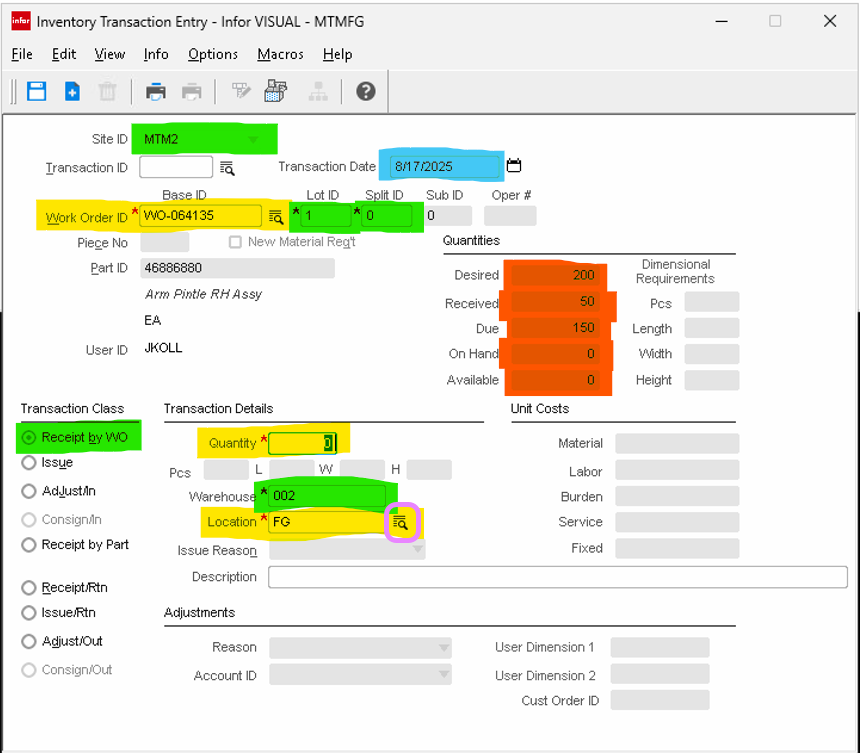 infor Inventory Transaction Entry - Infor VISUAL - MTMFG
File Edit View Info Options Macros Help
Site ID MTM2
Transaction ID Transaction Date 8/17/2025
Base ID Lot ID Split ID Sub ID Oper #
Work Order ID * WO-064135 * 1 * 0 0
Piece No New Material Req't Quantities
Part ID 46886880
Arm Pintle RH Assy
EA
User ID JKOLL
Dimensional
Requirements
Desired 200
Received 50 Pcs
Due 150 Length
On Hand 0 Width
Available 0 Height
Transaction Class Transaction Details Unit Costs
Receipt by WO Quantity * 0 Material
Issue Pcs L W H Labor
Adjust/In Warehouse * 002 Burden
Consign/In Location * FG Service
Receipt by Part Issue Reason Fixed
Description
Receipt/Rtn
Issue/Rtn Adjustments
Adjust/Out Reason User Dimension 1
Consign/Out Account ID User Dimension 2
Cust Order ID